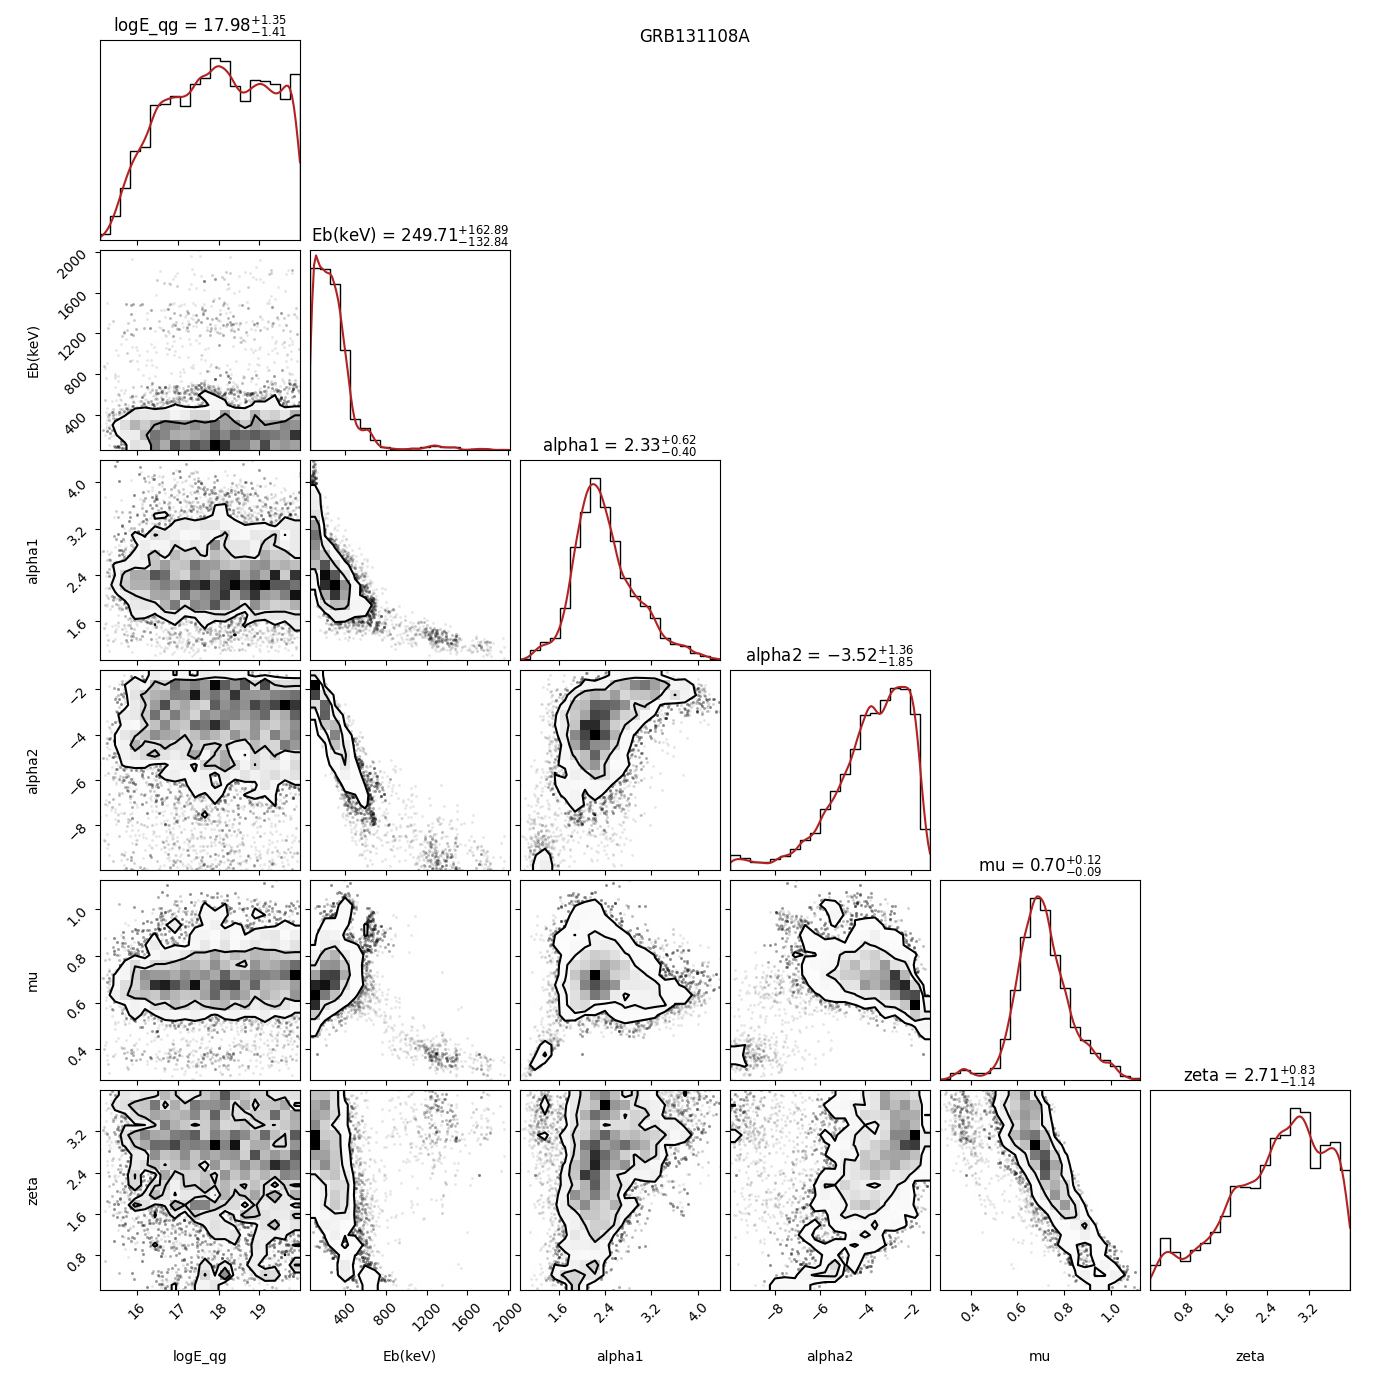 GRB131108A
logE_qg = 17.98+1.35 −1.41
Eb(keV) = 249.71+162.89 −132.84
alpha1 = 2.33+0.62 −0.40
alpha2 = −3.52+1.36 −1.85
mu = 0.70+0.12 −0.09
zeta = 2.71+0.83 −1.14
Eb(keV)
2000
1600
1200
800
400
alpha1
4.0
3.2
2.4
1.6
alpha2
−2
−4
−6
−8
mu
1.0
0.8
0.6
0.4
zeta
3.2
2.4
1.6
0.8
16 17 18 19
400 800 1200 1600 2000
1.6 2.4 3.2 4.0
−8 −6 −4 −2
0.4 0.6 0.8 1.0
0.8 1.6 2.4 3.2
logE_qg Eb(keV) alpha1 alpha2 mu zeta